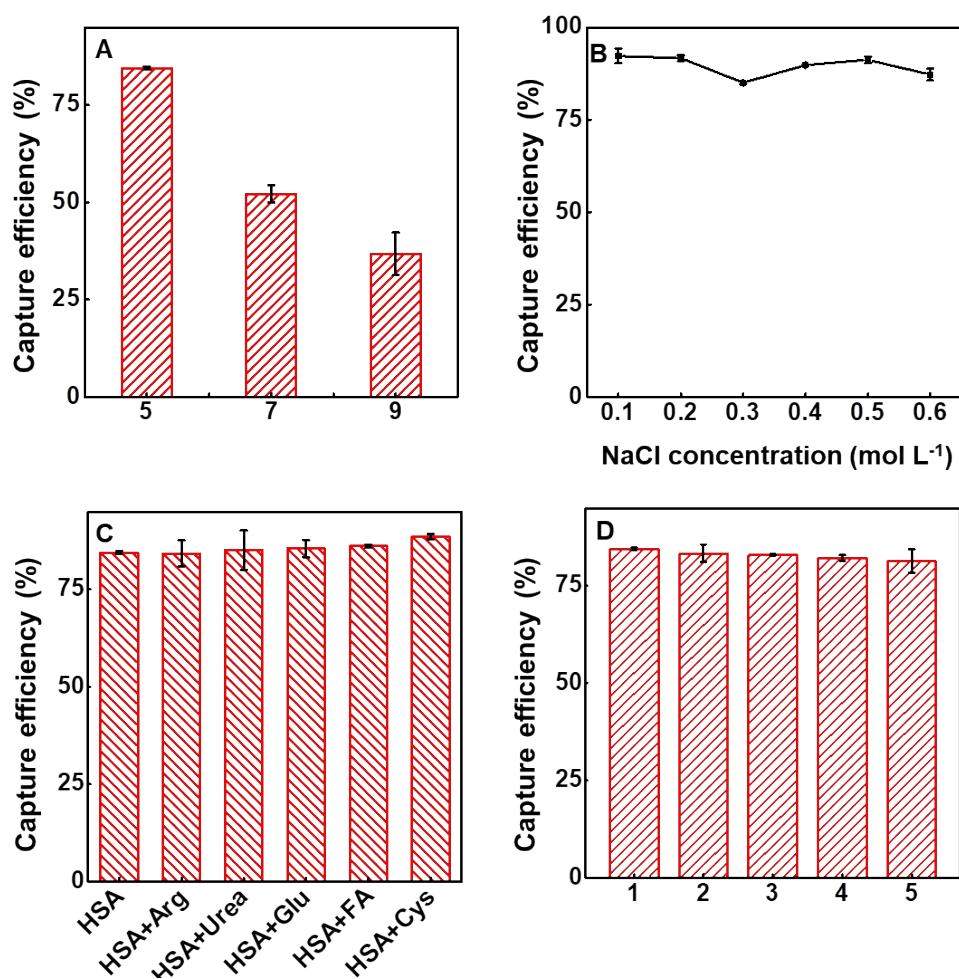 A
Capture efficiency (%)
75
50
25
0
5 7 9
B
Capture efficiency (%)
100
75
50
25
0
0.1 0.2 0.3 0.4 0.5 0.6
NaCl concentration (mol L⁻¹)
C
Capture efficiency (%)
75
50
25
0
HSA
HSA+Arg
HSA+Urea
HSA+Glu
HSA+FA
HSA+Cys
D
Capture efficiency (%)
75
50
25
0
1 2 3 4 5